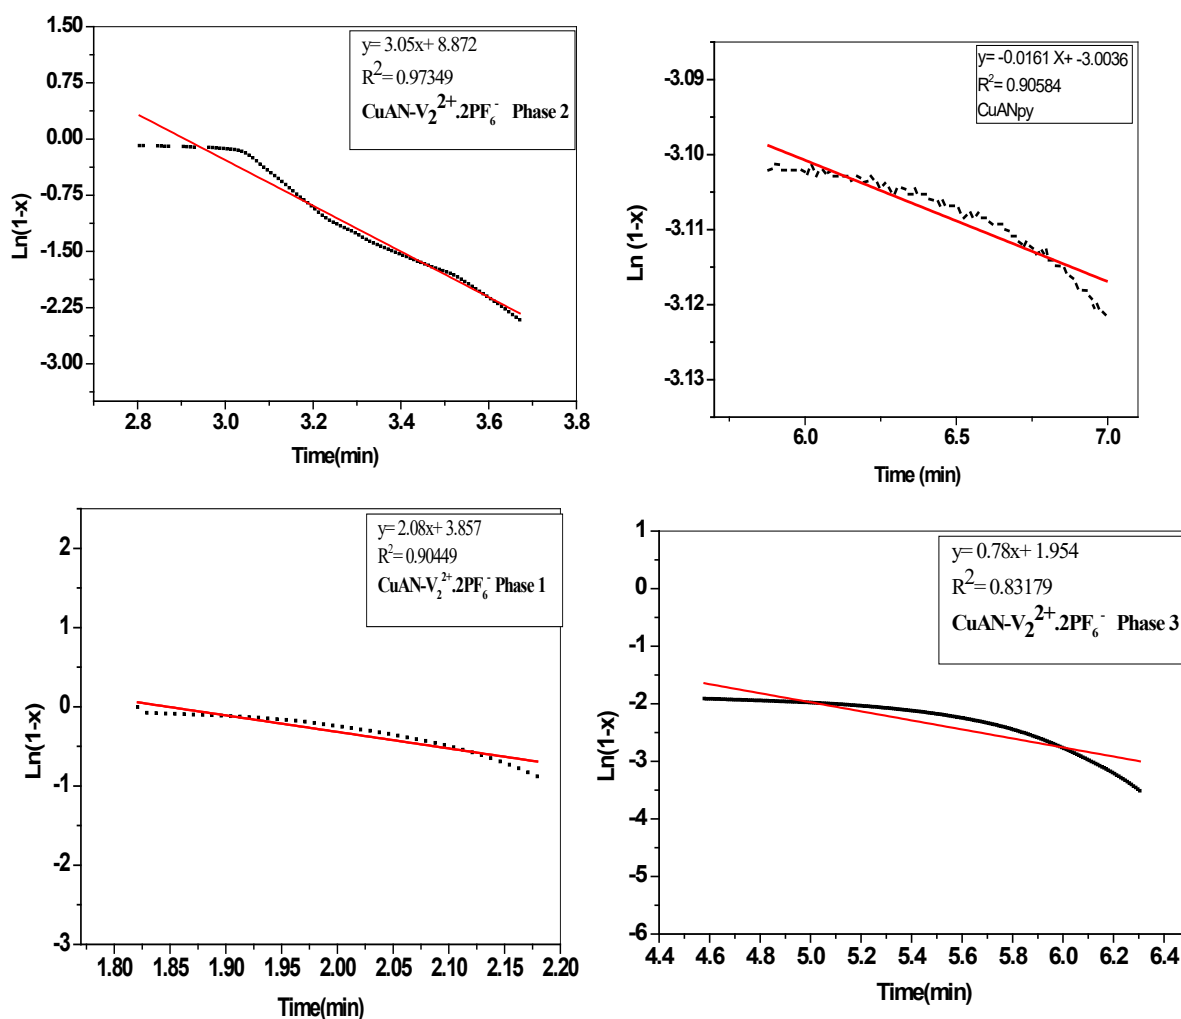 1.50
0.75
0.00
-0.75
-1.50
-2.25
-3.00
Ln(1-x)
y= 3.05x+ 8.872
R²= 0.97349
CuAN-V₂²⁺.2PF₆⁻ Phase 2
2.8 3.0 3.2 3.4 3.6 3.8
Time(min)
-3.09
-3.10
-3.11
-3.12
-3.13
Ln (1-x)
y= -0.0161 X+ -3.0036
R²= 0.90584
CuANpy
6.0 6.5 7.0
Time (min)
2
1
0
-1
-2
-3
Ln(1-x)
y= 2.08x+ 3.857
R²= 0.90449
CuAN-V₂²⁺.2PF₆⁻ Phase 1
1.80 1.85 1.90 1.95 2.00 2.05 2.10 2.15 2.20
Time(min)
1
0
-1
-2
-3
-4
-5
-6
Ln(1-x)
y= 0.78x+ 1.954
R²= 0.83179
CuAN-V₂²⁺.2PF₆⁻ Phase 3
4.4 4.6 4.8 5.0 5.2 5.4 5.6 5.8 6.0 6.2 6.4
Time(min)